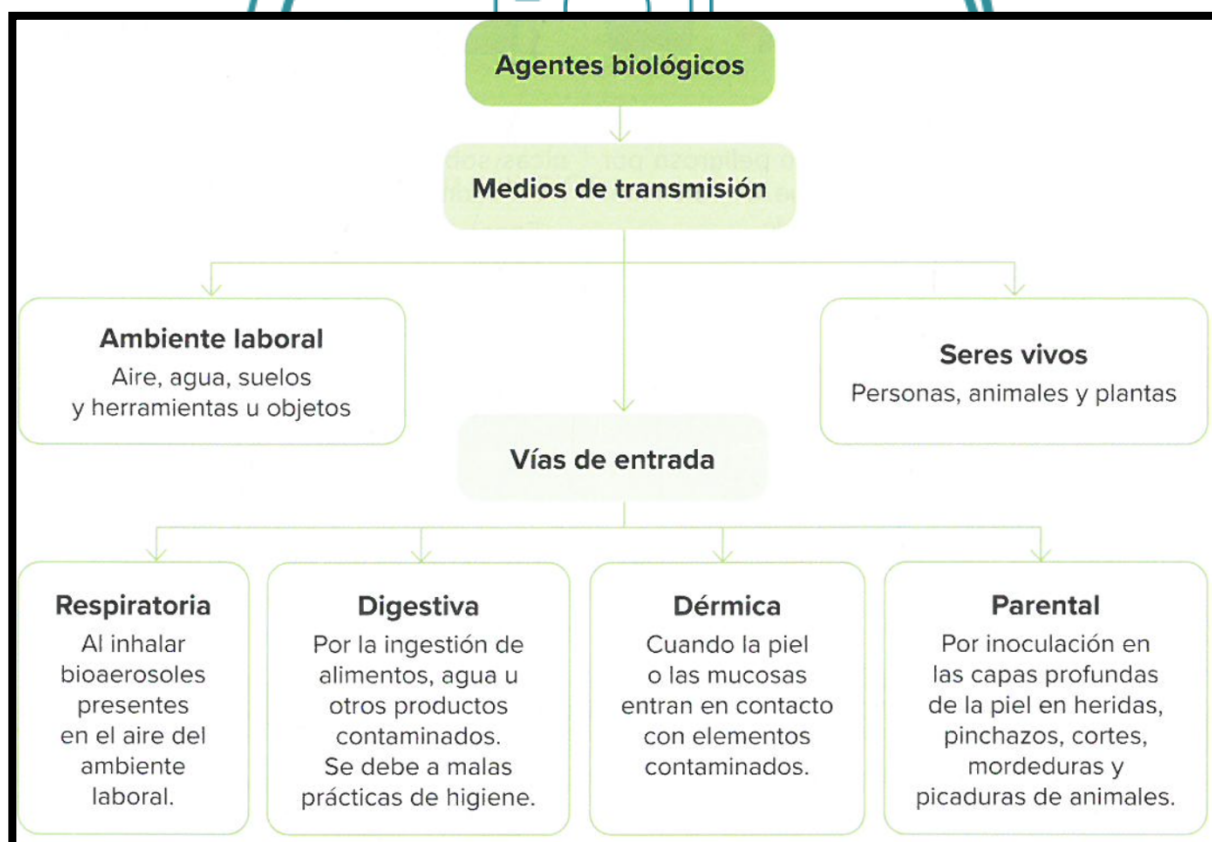 Agentes biológicos
Medios de transmisión
Ambiente laboral
Aire, agua, suelos
y herramientas u objetos
Seres vivos
Personas, animales y plantas
Vías de entrada
Respiratoria
Al inhalar
bioaerosoles
presentes
en el aire del
ambiente
laboral.
Digestiva
Por la ingestión de
alimentos, agua u
otros productos
contaminados.
Se debe a malas
prácticas de higiene.
Dérmica
Cuando la piel
o las mucosas
entran en contacto
con elementos
contaminados.
Parental
Por inoculación en
las capas profundas
de la piel en heridas,
pinchazos, cortes,
mordeduras y
picaduras de animales.